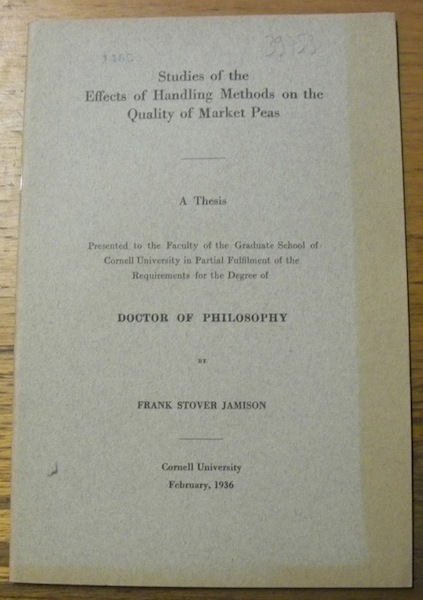 39723
Studies of the
Effects of Handling Methods on the
Quality of Market Peas
A Thesis
Presented to the Faculty of the Graduate School of
Cornell University in Partial Fulfilment of the
Requirements for the Degree of
DOCTOR OF PHILOSOPHY
BY
FRANK STOVER JAMISON
Cornell University
February, 1936